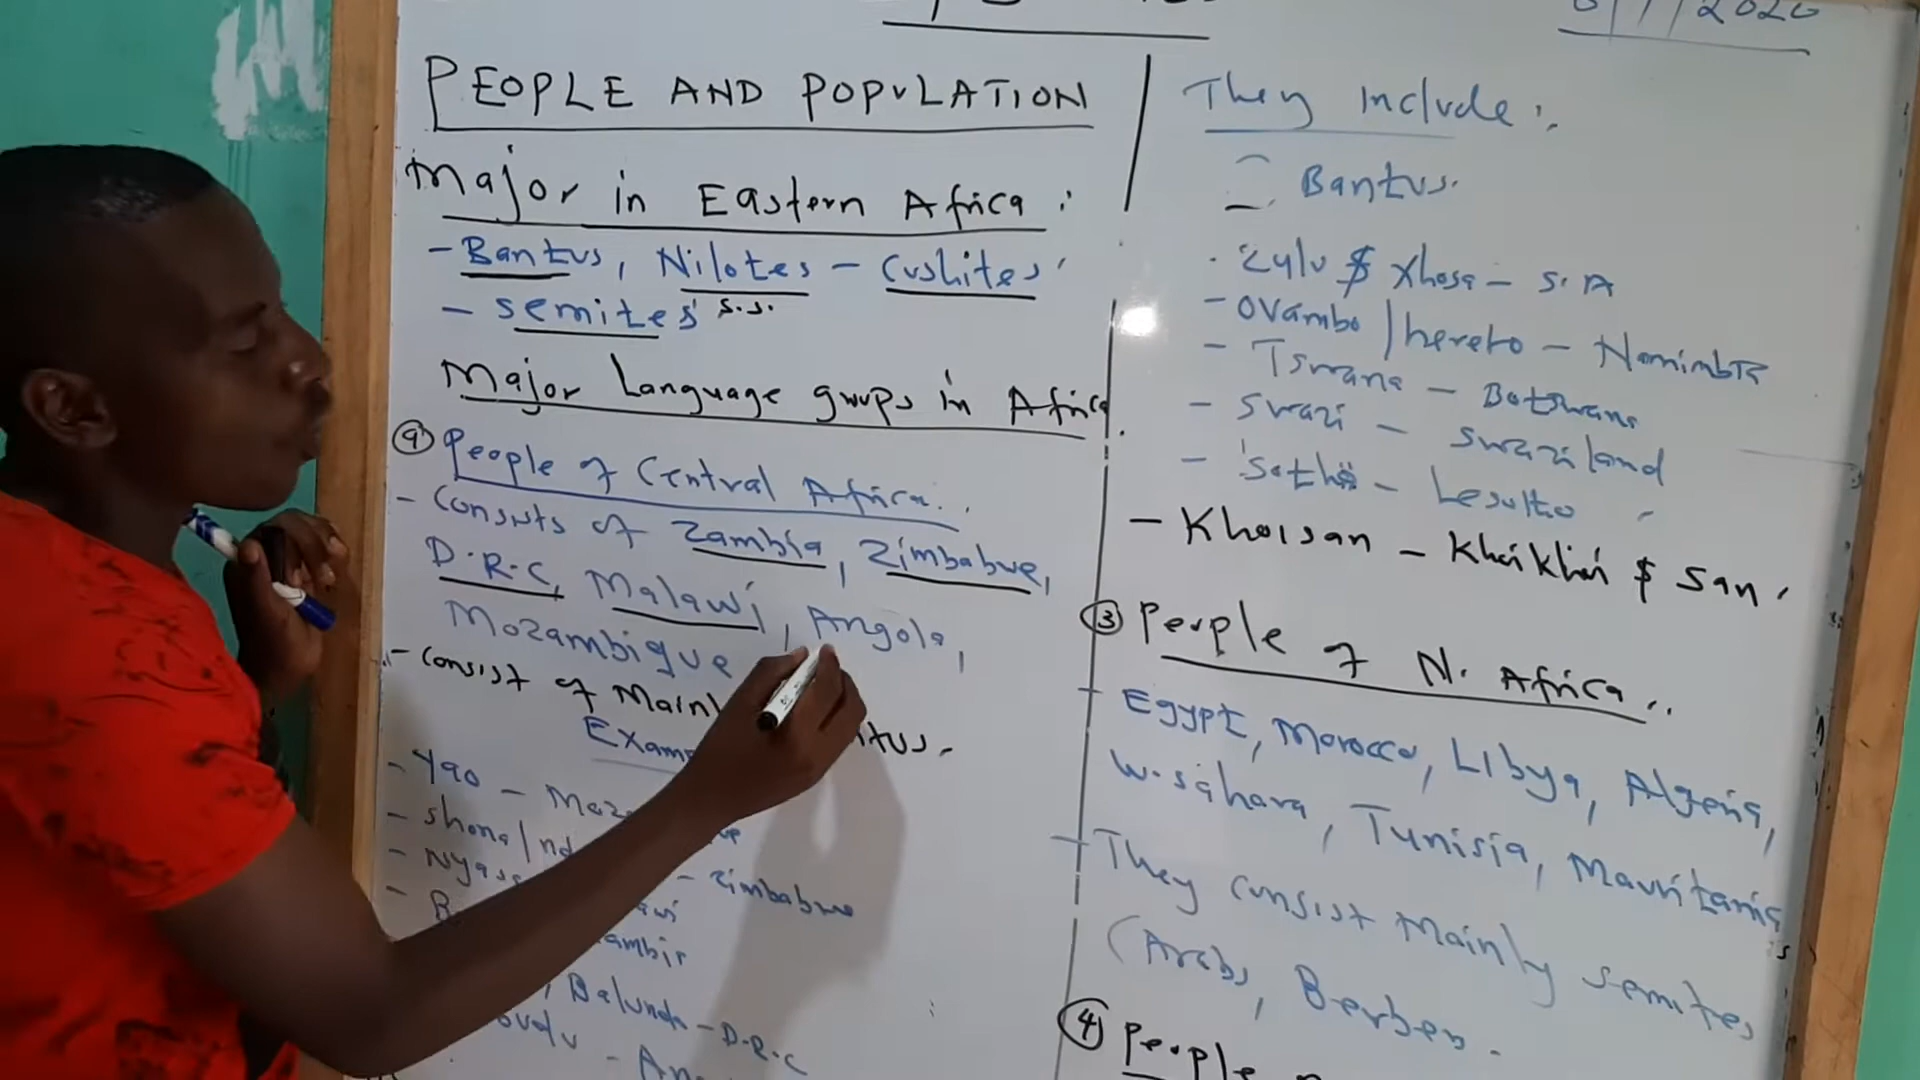 PEOPLE AND POPULATION
Major in Eastern Africa:
- Bantus, Nilotes - Cushites
- Semites s.s.
Major Language groups in Africa.
a People of Central Africa..
- Consists of Zambia, Zimbabwe,
D.R.C, Malawi, Angola,
Mozambique
- Consist of
- Yao -
- Shona/
- Zimbabwe
Balunda - D.R.C
2020
They include:
Bantus.
Zulu $ Xhosa - S.A
- Ovambo / herero - Namimbia
- Tswana - Botswana
- Swazi - Swaziland
- Sotho - Lesotho
- Khoisan - Khoikhoi $ San.
③ People of N. Africa..
- Egypt, Morocco, Libya, Algeria,
W. Sahara, Tunisia, Mauritania
- They consist mainly semites
(Arabs, Berbers.
④ People